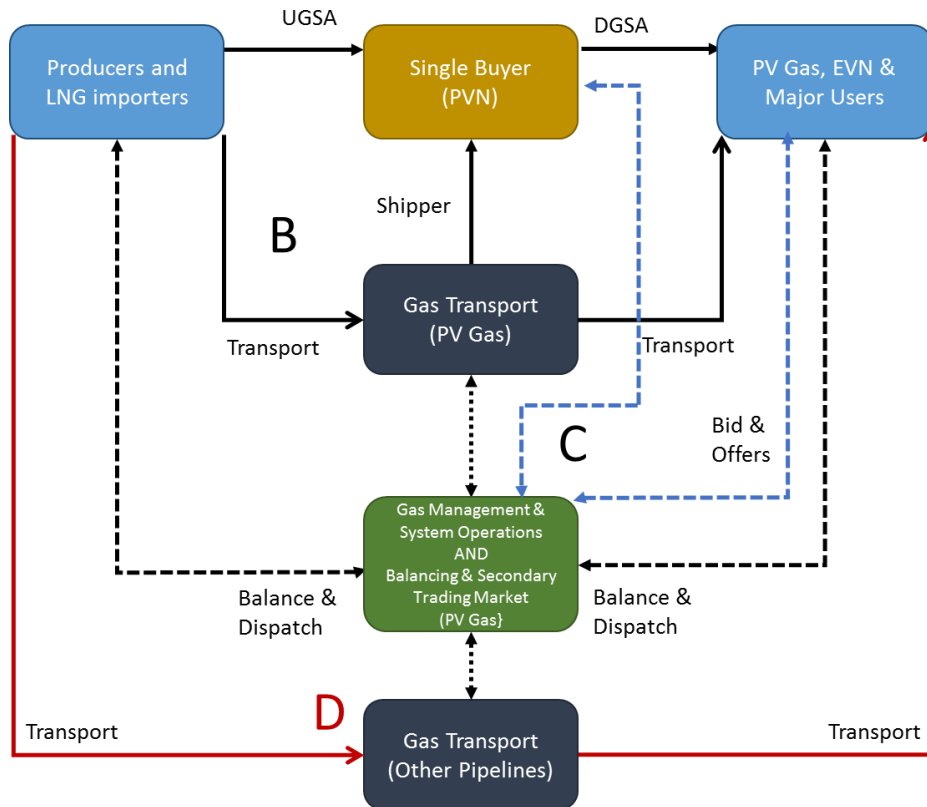 UGSA
DGSA
Producers and
LNG importers
Single Buyer
(PVN)
PV Gas, EVN &
Major Users
Shipper
B
Gas Transport
(PV Gas)
Transport
Transport
C
Bid &
Offers
Gas Management &
System Operations
AND
Balancing & Secondary
Trading Market
(PV Gas}
Balance &
Dispatch
Balance &
Dispatch
D
Transport
Transport
Gas Transport
(Other Pipelines)